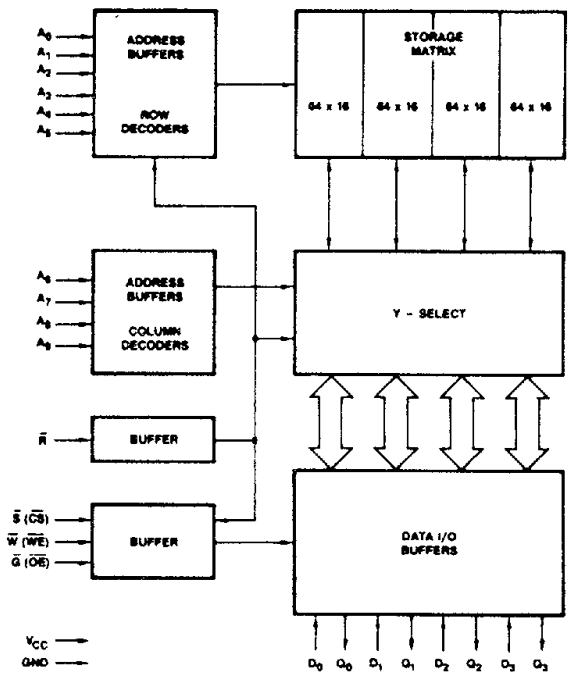 A0
A1
A2
A3
A4
A5
ADDRESS
BUFFERS
ROW
DECODERS
STORAGE
MATRIX
64 x 16
64 x 16
64 x 16
64 x 16
A6
A7
A8
A9
ADDRESS
BUFFERS
COLUMN
DECODERS
Y – SELECT
R̅
BUFFER
S̅ (C̅S̅)
W̅ (W̅E̅)
G̅ (O̅E̅)
BUFFER
DATA I/O
BUFFERS
VCC
GND
D0 Q0 D1 Q1 D2 Q2 D3 Q3